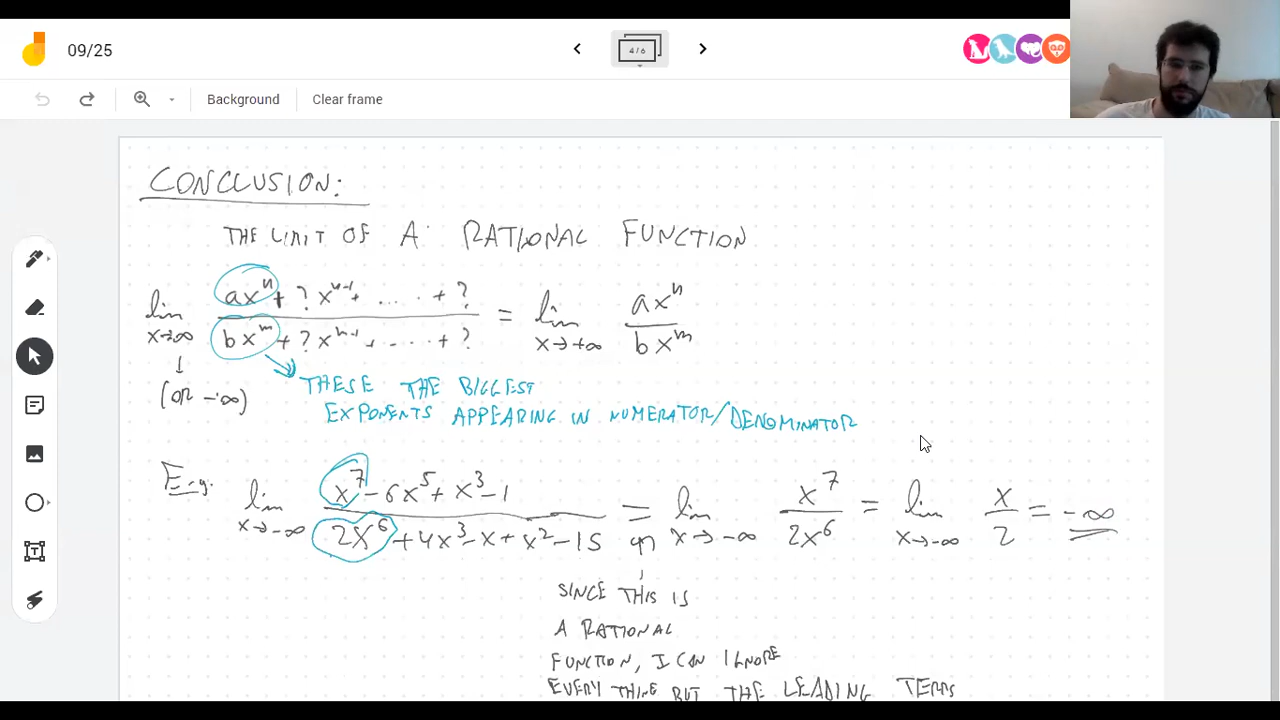 09/25
4/6
Background
Clear frame
CONCLUSION:
THE LIMIT OF A RATIONAL FUNCTION
lim x→∞ (ax^n + ? x^{n-1} + .... + ?) / (bx^m + ? x^{m-1} + .... + ?) = lim x→+∞ ax^n / bx^m
(OR -∞)
THESE THE BIGGEST
EXPONENTS APPEARING IN NUMERATOR/DENOMINATOR
E.g. lim x→-∞ (x^7 - 6x^5 + x^3 - 1) / (2x^6 + 4x^3 - x + x^2 - 15) = lim x→-∞ x^7 / 2x^6 = lim x→-∞ x/2 = -∞
SINCE THIS IS
A RATIONAL
FUNCTION, I CAN IGNORE
EVERY THING BUT THE LEADING TERMS